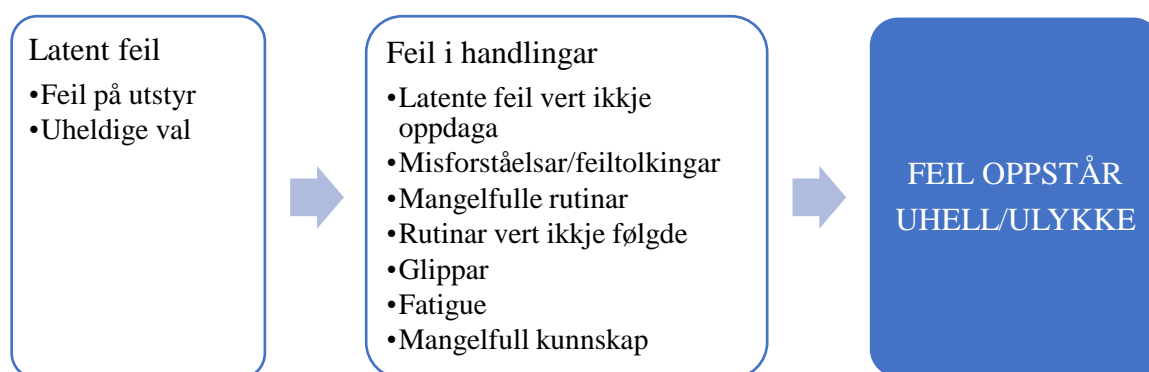 Latent feil
•Feil på utstyr
•Uheldige val
Feil i handlingar
•Latente feil vert ikkje
oppdaga
•Misforståelsar/feiltolkingar
•Mangelfulle rutinar
•Rutinar vert ikkje følgde
•Glippar
•Fatigue
•Mangelfull kunnskap
FEIL OPPSTÅR
UHELL/ULYKKE